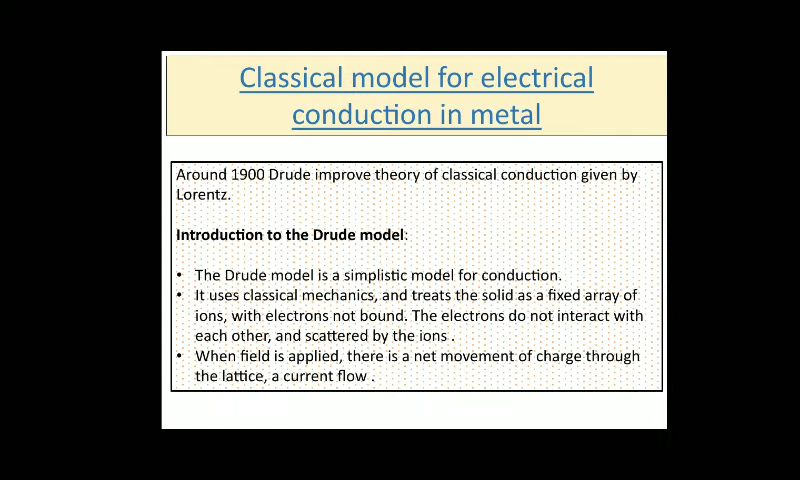 Classical model for electrical
conduction in metal
Around 1900 Drude improve theory of classical conduction given by
Lorentz.
Introduction to the Drude model:
• The Drude model is a simplistic model for conduction.
• It uses classical mechanics, and treats the solid as a fixed array of
ions, with electrons not bound. The electrons do not interact with
each other, and scattered by the ions .
• When field is applied, there is a net movement of charge through
the lattice, a current flow .